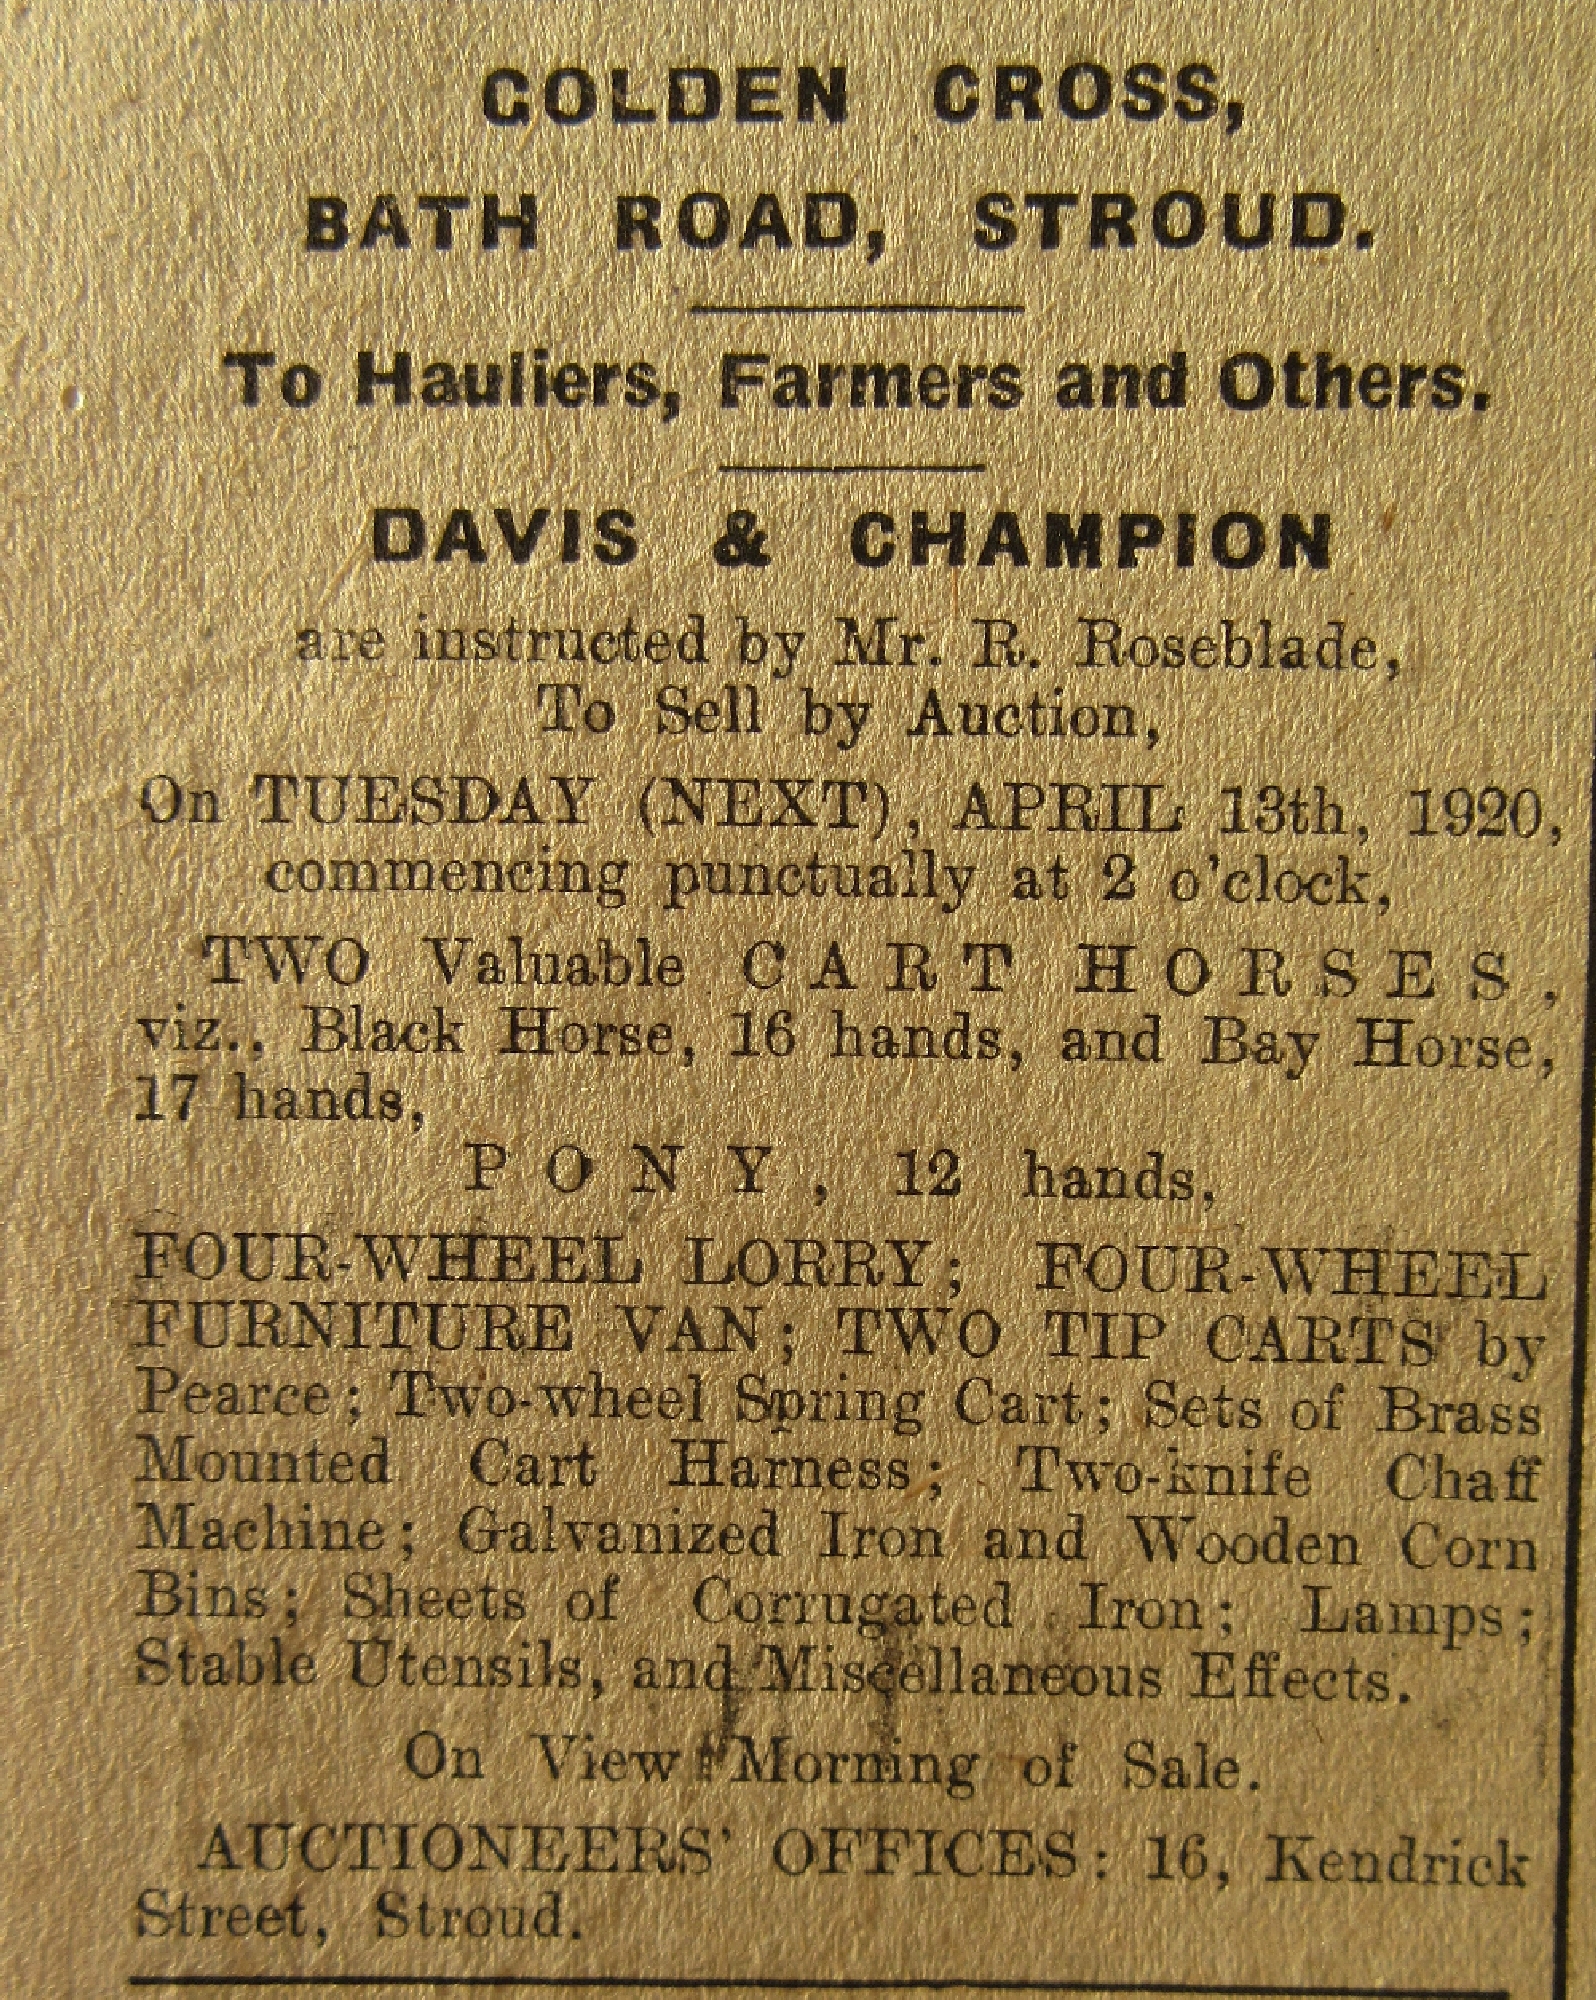 GOLDEN CROSS,
BATH ROAD, STROUD.
To Hauliers, Farmers and Others.
DAVIS & CHAMPION
are instructed by Mr. R. Roseblade,
To Sell by Auction,
On TUESDAY (NEXT), APRIL 13th, 1920,
commencing punctually at 2 o'clock,
TWO Valuable CART HORSES,
viz., Black Horse, 16 hands, and Bay Horse,
17 hands,
PONY, 12 hands,
FOUR-WHEEL LORRY; FOUR-WHEEL
FURNITURE VAN; TWO TIP CARTS by
Pearce; Two-wheel Spring Cart; Sets of Brass
Mounted Cart Harness; Two-knife Chaff
Machine; Galvanized Iron and Wooden Corn
Bins; Sheets of Corrugated Iron; Lamps;
Stable Utensils, and Miscellaneous Effects.
On View Morning of Sale.
AUCTIONEERS' OFFICES: 16, Kendrick
Street, Stroud.